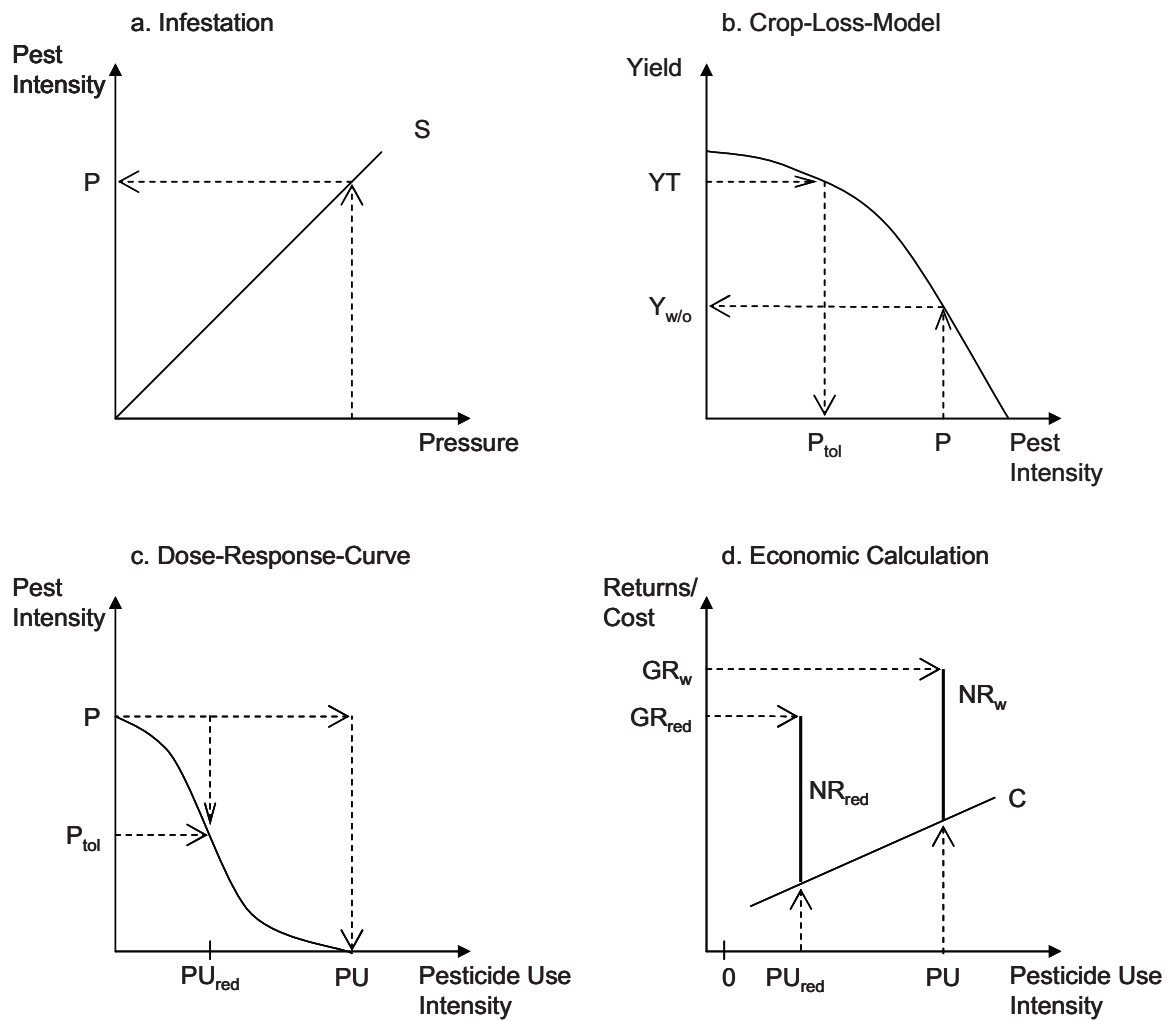 a. Infestation
Pest
Intensity
S
P
Pressure
b. Crop-Loss-Model
Yield
YT
Yw/o
Ptol
P
Pest
Intensity
c. Dose-Response-Curve
Pest
Intensity
P
Ptol
PUred
PU
Pesticide Use
Intensity
d. Economic Calculation
Returns/
Cost
GRw
NRw
GRred
NRred
C
0
PUred
PU
Pesticide Use
Intensity